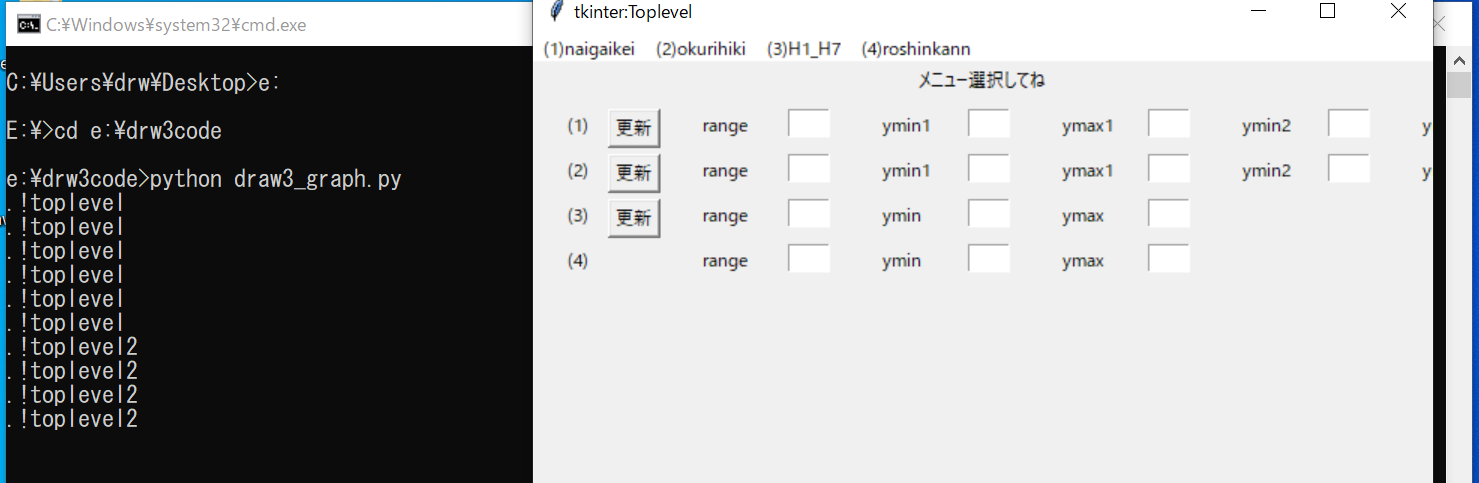 C:¥Windows¥system32¥cmd.exe
C:¥Users¥drw¥Desktop>e:
E:¥>cd e:¥drw3code
e:¥drw3code>python draw3_graph.py
.!toplevel
.!toplevel
.!toplevel
.!toplevel
.!toplevel
.!toplevel
.!toplevel2
.!toplevel2
.!toplevel2
.!toplevel2
tkinter:Toplevel
(1)naigaikei (2)okurihiki (3)H1_H7 (4)roshinkann
メニュー選択してね
(1) 更新 range ymin1 ymax1 ymin2 y
(2) 更新 range ymin1 ymax1 ymin2 y
(3) 更新 range ymin ymax
(4) range ymin ymax